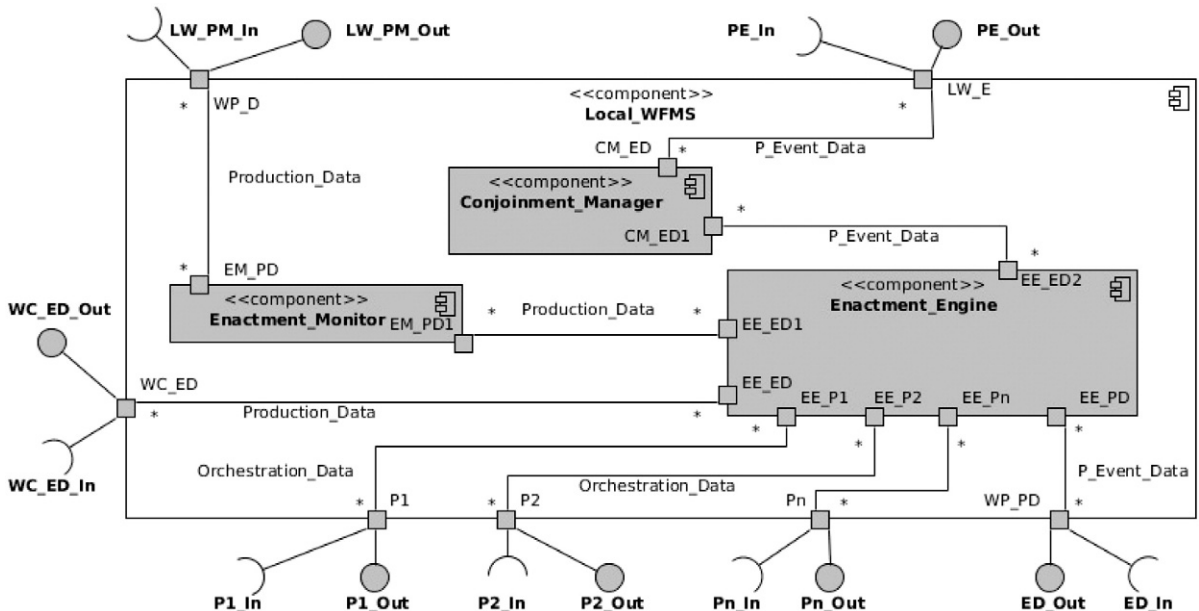 LW_PM_In LW_PM_Out PE_In PE_Out
* WP_D <<component>> * LW_E
Local_WFMS
CM_ED * P_Event_Data
Production_Data <<component>>
Conjoinment_Manager
*
CM_ED1 P_Event_Data
* EM_PD *
<<component>> <<component>> EE_ED2
WC_ED_Out Enactment_Monitor Enactment_Engine
EM_PD1 * Production_Data * EE_ED1
WC_ED EE_ED
* Production_Data * EE_P1 EE_P2 EE_Pn EE_PD
* * * *
WC_ED_In Orchestration_Data Orchestration_Data P_Event_Data
* P1 * P2 Pn * WP_PD *
P1_In P1_Out P2_In P2_Out Pn_In Pn_Out ED_Out ED_In